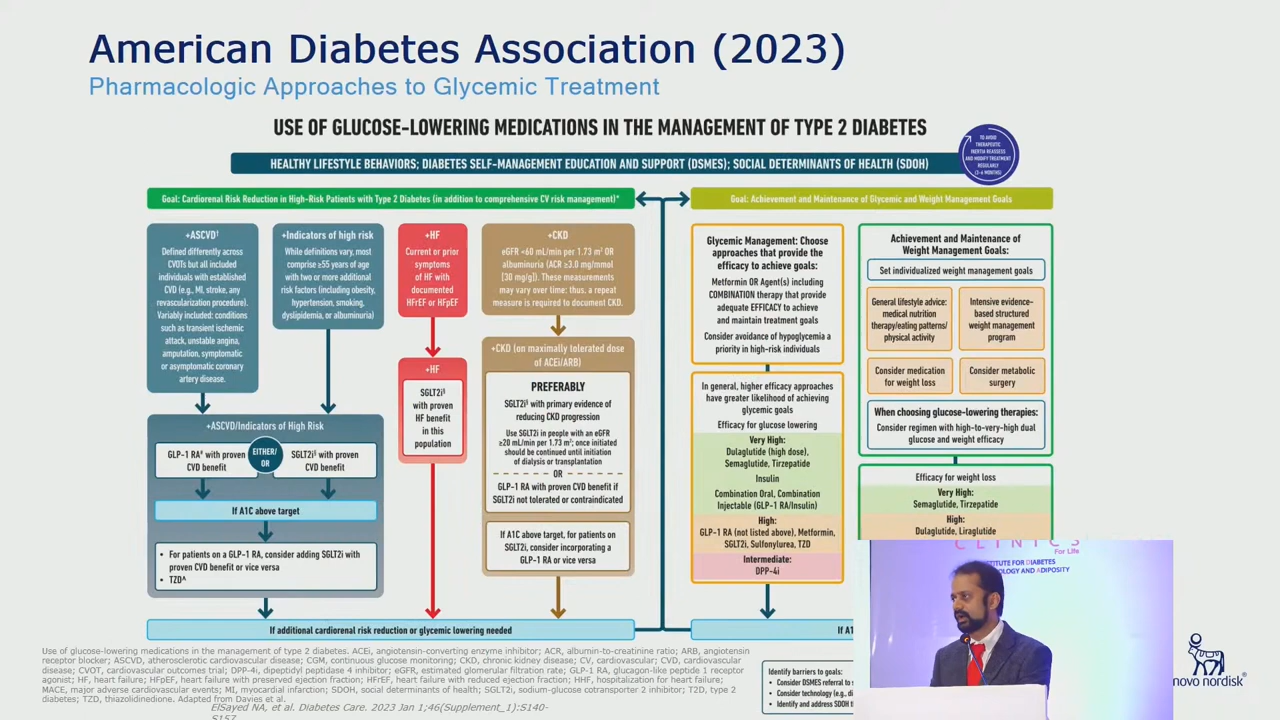 American Diabetes Association (2023)
Pharmacologic Approaches to Glycemic Treatment
USE OF GLUCOSE-LOWERING MEDICATIONS IN THE MANAGEMENT OF TYPE 2 DIABETES
HEALTHY LIFESTYLE BEHAVIORS; DIABETES SELF-MANAGEMENT EDUCATION AND SUPPORT (DSMES); SOCIAL DETERMINANTS OF HEALTH (SDOH)
TO AVOID
THERAPEUTIC
INERTIA REASSESS
AND MODIFY TREATMENT
REGULARLY
(3-6 MONTHS)
Goal: Cardiorenal Risk Reduction in High-Risk Patients with Type 2 Diabetes (in addition to comprehensive CV risk management)*
+ASCVD†
Defined differently across
CVOTs but all included
individuals with established
CVD (e.g., MI, stroke, any
revascularization procedure).
Variably included: conditions
such as transient ischemic
attack, unstable angina,
amputation, symptomatic
or asymptomatic coronary
artery disease.
+Indicators of high risk
While definitions vary, most
comprise ≥55 years of age
with two or more additional
risk factors (including obesity,
hypertension, smoking,
dyslipidemia, or albuminuria)
+HF
Current or prior
symptoms
of HF with
documented
HFrEF or HFpEF
+CKD
eGFR <60 mL/min per 1.73 m² OR
albuminuria (ACR ≥3.0 mg/mmol
[30 mg/g]). These measurements
may vary over time; thus, a repeat
measure is required to document CKD.
+ASCVD/Indicators of High Risk
GLP-1 RA# with proven
CVD benefit
EITHER/
OR
SGLT2i§ with proven
CVD benefit
If A1C above target
• For patients on a GLP-1 RA, consider adding SGLT2i with
proven CVD benefit or vice versa
• TZD^
+HF
SGLT2i§
with proven
HF benefit
in this
population
+CKD (on maximally tolerated dose
of ACEi/ARB)
PREFERABLY
SGLT2i§ with primary evidence of
reducing CKD progression
Use SGLT2i in people with an eGFR
≥20 mL/min per 1.73 m²; once initiated
should be continued until initiation
of dialysis or transplantation
OR
GLP-1 RA with proven CVD benefit if
SGLT2i not tolerated or contraindicated
If A1C above target, for patients on
SGLT2i, consider incorporating a
GLP-1 RA or vice versa
If additional cardiorenal risk reduction or glycemic lowering needed
Goal: Achievement and Maintenance of Glycemic and Weight Management Goals
Glycemic Management: Choose
approaches that provide the
efficacy to achieve goals:
Metformin OR Agent(s) including
COMBINATION therapy that provide
adequate EFFICACY to achieve
and maintain treatment goals
Consider avoidance of hypoglycemia a
priority in high-risk individuals
In general, higher efficacy approaches
have greater likelihood of achieving
glycemic goals
Efficacy for glucose lowering
Very High:
Dulaglutide (high dose),
Semaglutide, Tirzepatide
Insulin
Combination Oral, Combination
Injectable (GLP-1 RA/Insulin)
High:
GLP-1 RA (not listed above), Metformin,
SGLT2i, Sulfonylurea, TZD
Intermediate:
DPP-4i
Achievement and Maintenance of
Weight Management Goals:
Set individualized weight management goals
General lifestyle advice:
medical nutrition
therapy/eating patterns/
physical activity
Intensive evidence-
based structured
weight management
program
Consider medication
for weight loss
Consider metabolic
surgery
When choosing glucose-lowering therapies:
Consider regimen with high-to-very-high dual
glucose and weight efficacy
Efficacy for weight loss
Very High:
Semaglutide, Tirzepatide
High:
Dulaglutide, Liraglutide
If A1
Identify barriers to goals:
• Consider DSMES referral to s
• Consider technology (e.g., di
• Identify and address SDOH t
CLINICS
For Life
STITUTE FOR DIABETES
OLOGY AND ADIPOSITY
novo nordisk®
Use of glucose-lowering medications in the management of type 2 diabetes. ACEi, angiotensin-converting enzyme inhibitor; ACR, albumin-to-creatinine ratio; ARB, angiotensin
receptor blocker; ASCVD, atherosclerotic cardiovascular disease; CGM, continuous glucose monitoring; CKD, chronic kidney disease; CV, cardiovascular; CVD, cardiovascular
disease; CVOT, cardiovascular outcomes trial; DPP-4i, dipeptidyl peptidase 4 inhibitor; eGFR, estimated glomerular filtration rate; GLP-1 RA, glucagon-like peptide 1 receptor
agonist; HF, heart failure; HFpEF, heart failure with preserved ejection fraction; HFrEF, heart failure with reduced ejection fraction; HHF, hospitalization for heart failure;
MACE, major adverse cardiovascular events; MI, myocardial infarction; SDOH, social determinants of health; SGLT2i, sodium-glucose cotransporter 2 inhibitor; T2D, type 2
diabetes; TZD, thiazolidinedione. Adapted from Davies et al.
ElSayed NA, et al. Diabetes Care. 2023 Jan 1;46(Supplement_1):S140-
S157